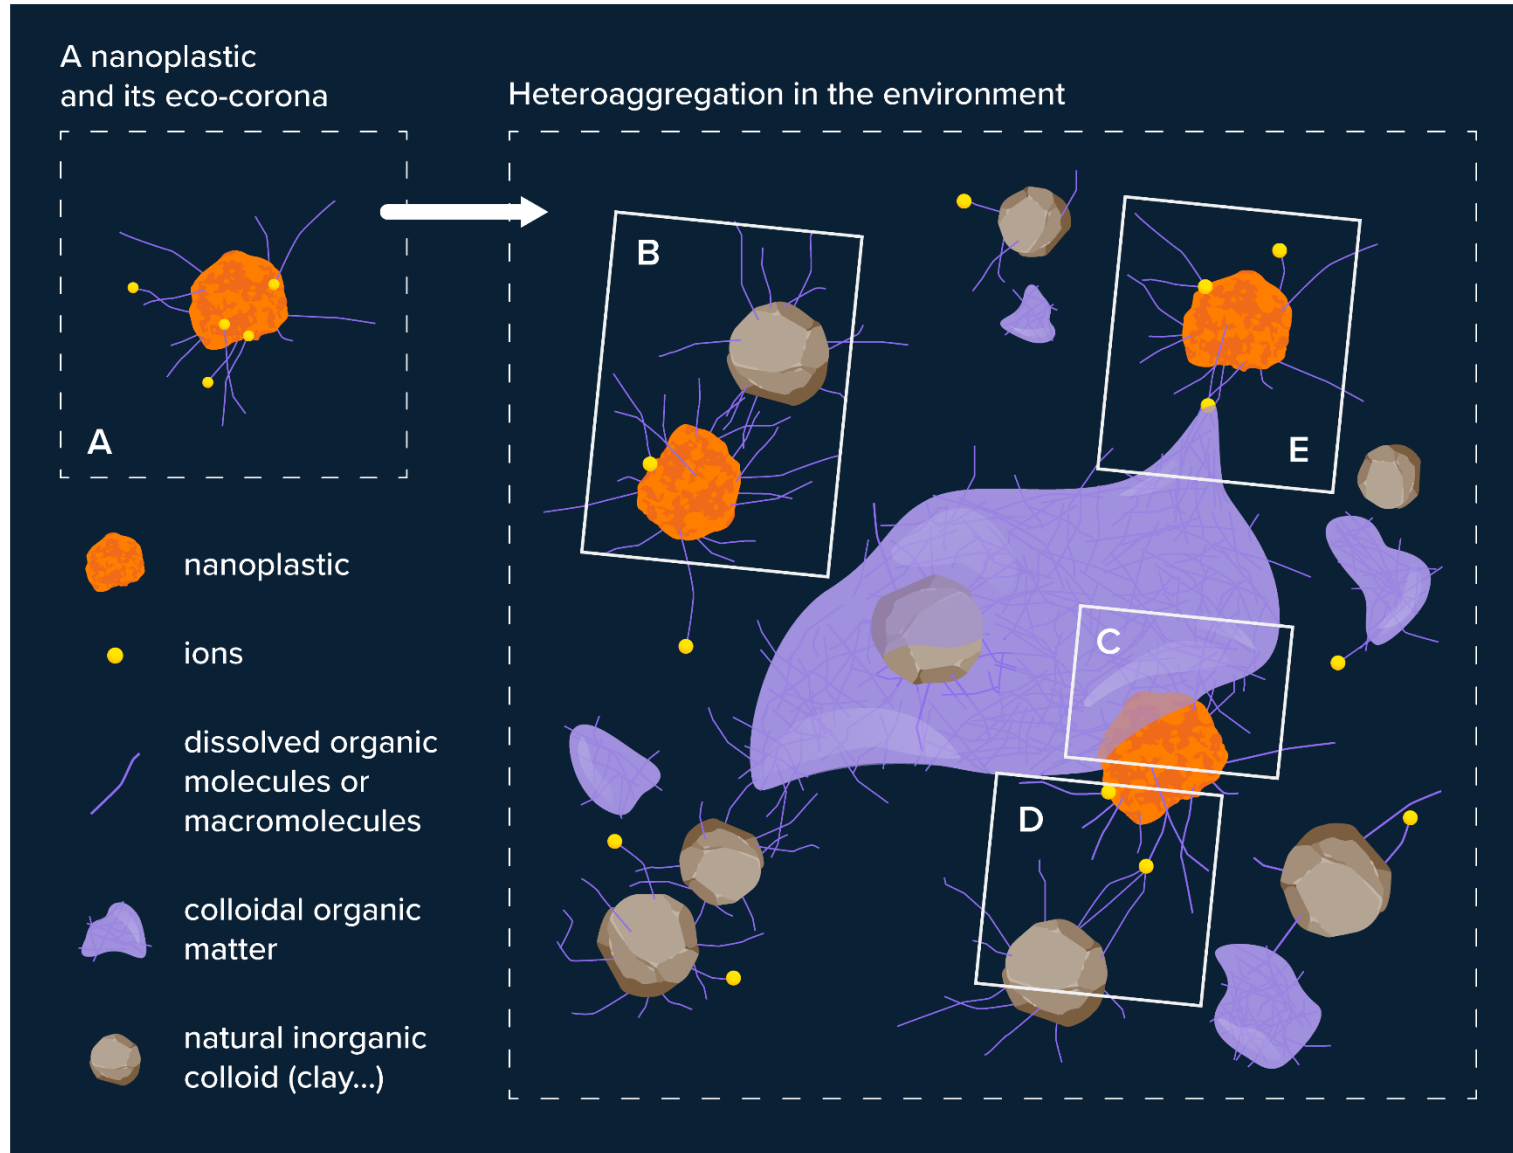 A nanoplastic
and its eco-corona
Heteroaggregation in the environment
A
B
C
D
E
nanoplastic
ions
dissolved organic
molecules or
macromolecules
colloidal organic
matter
natural inorganic
colloid (clay...)